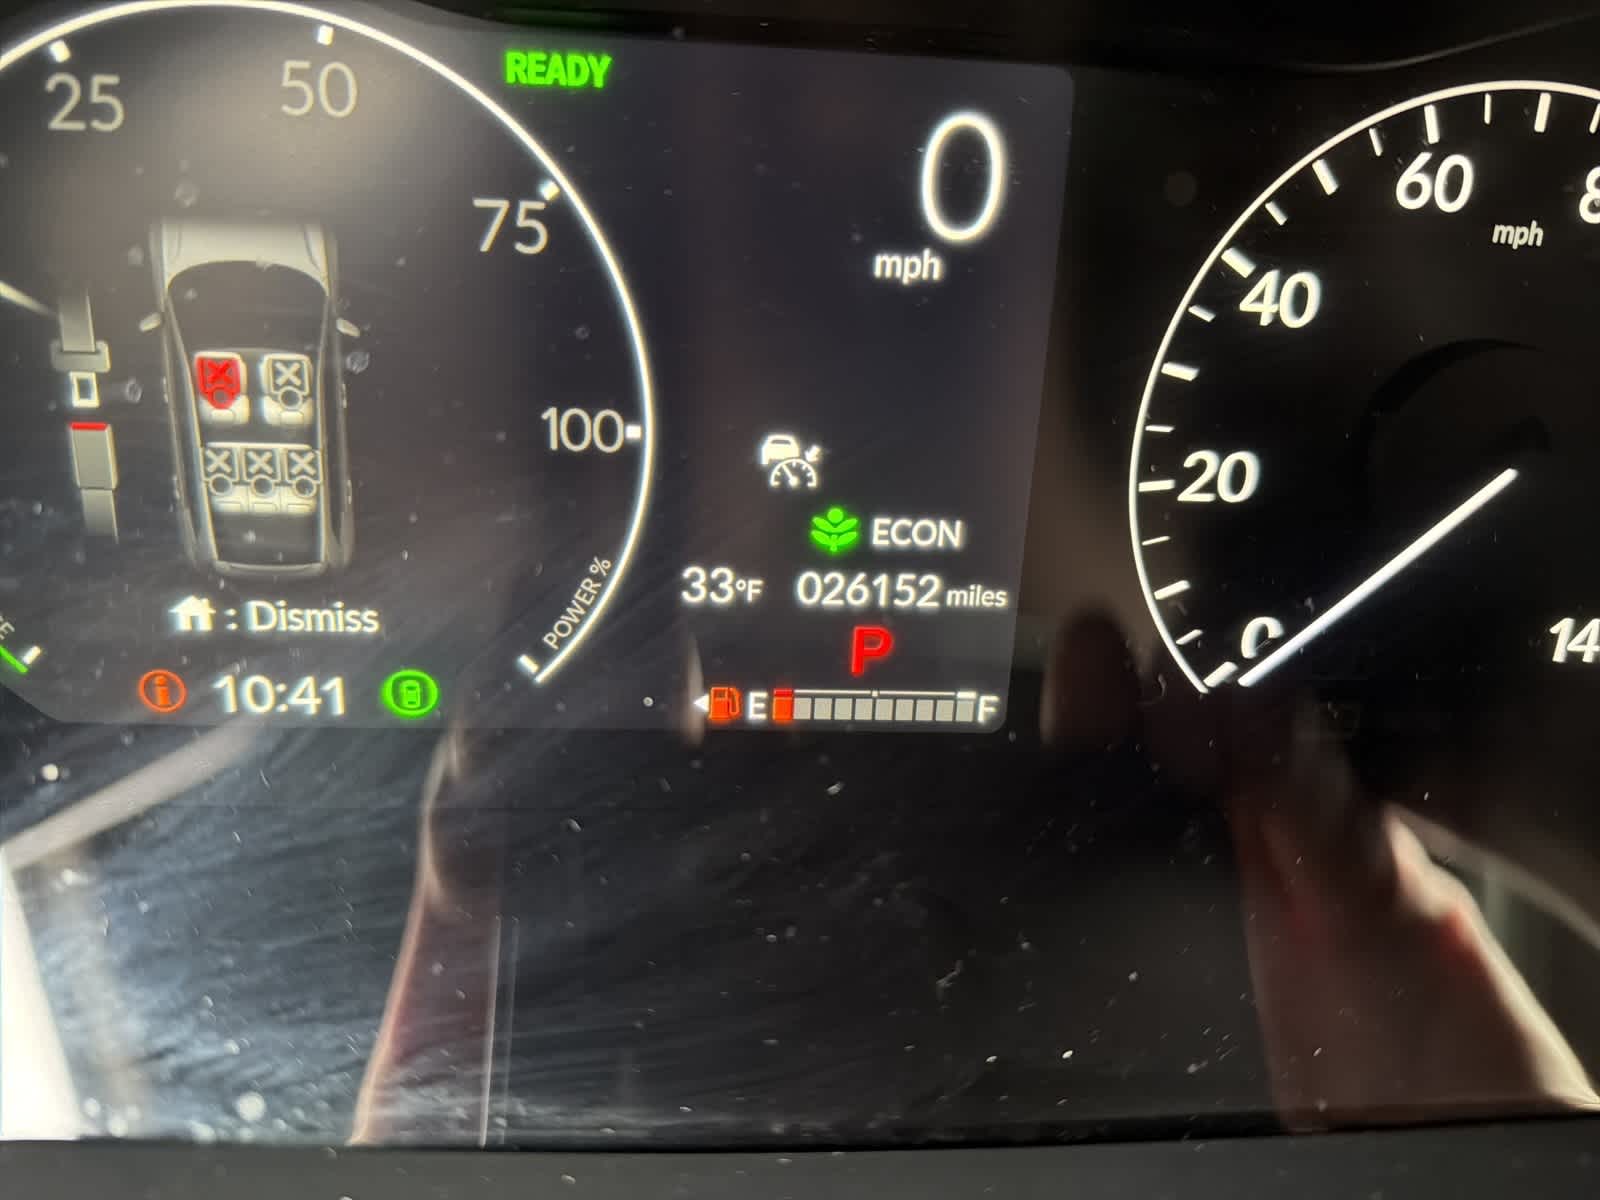 25
50
75
100
POWER %
READY
0
mph
ECON
33°F 026152 miles
P
E F
: Dismiss
10:41
0
20
40
60
mph